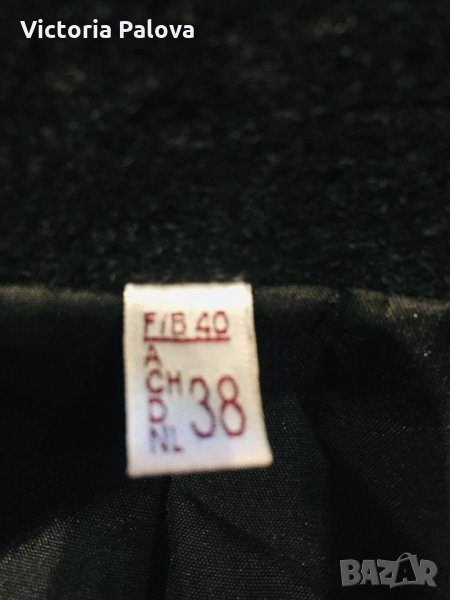 Victoria Palova
F/B 40
A
CH
D
NL
38
BAZAR